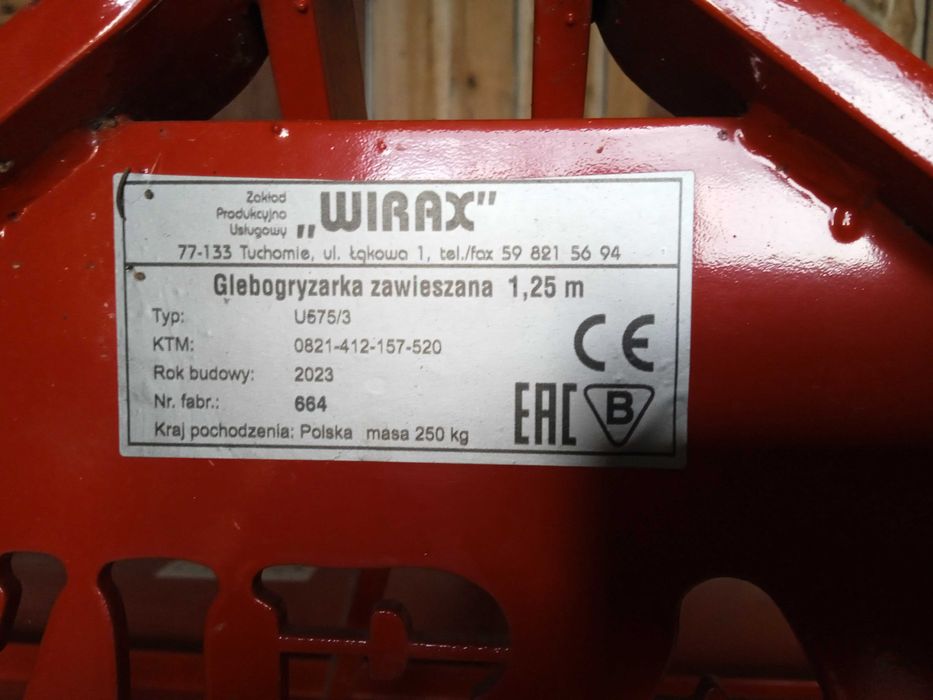 Zakład
Produkcyjno
Usługowy
„WIRAX”
77-133 Tuchomie, ul. Łąkowa 1, tel./fax 59 821 56 94
Glebogryzarka zawieszana 1,25 m
Typ: U575/3
KTM: 0821-412-157-520
Rok budowy: 2023
Nr. fabr.: 664
Kraj pochodzenia: Polska masa 250 kg
CE
EAC
B